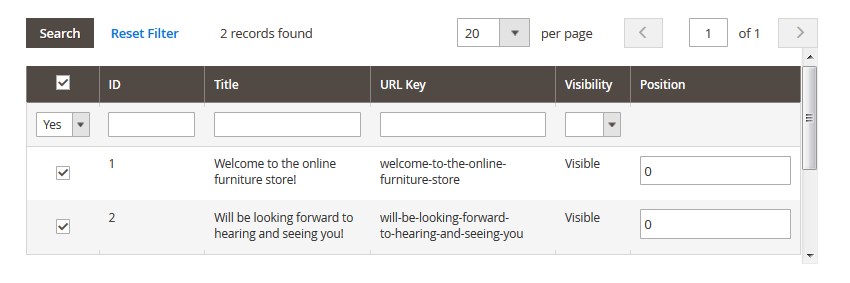 Search Reset Filter 2 records found 20 per page 1 of 1
ID Title URL Key Visibility Position
Yes
1 Welcome to the online welcome-to-the-online- Visible 0
furniture store! furniture-store
2 Will be looking forward to will-be-looking-forward- Visible 0
hearing and seeing you! to-hearing-and-seeing-you